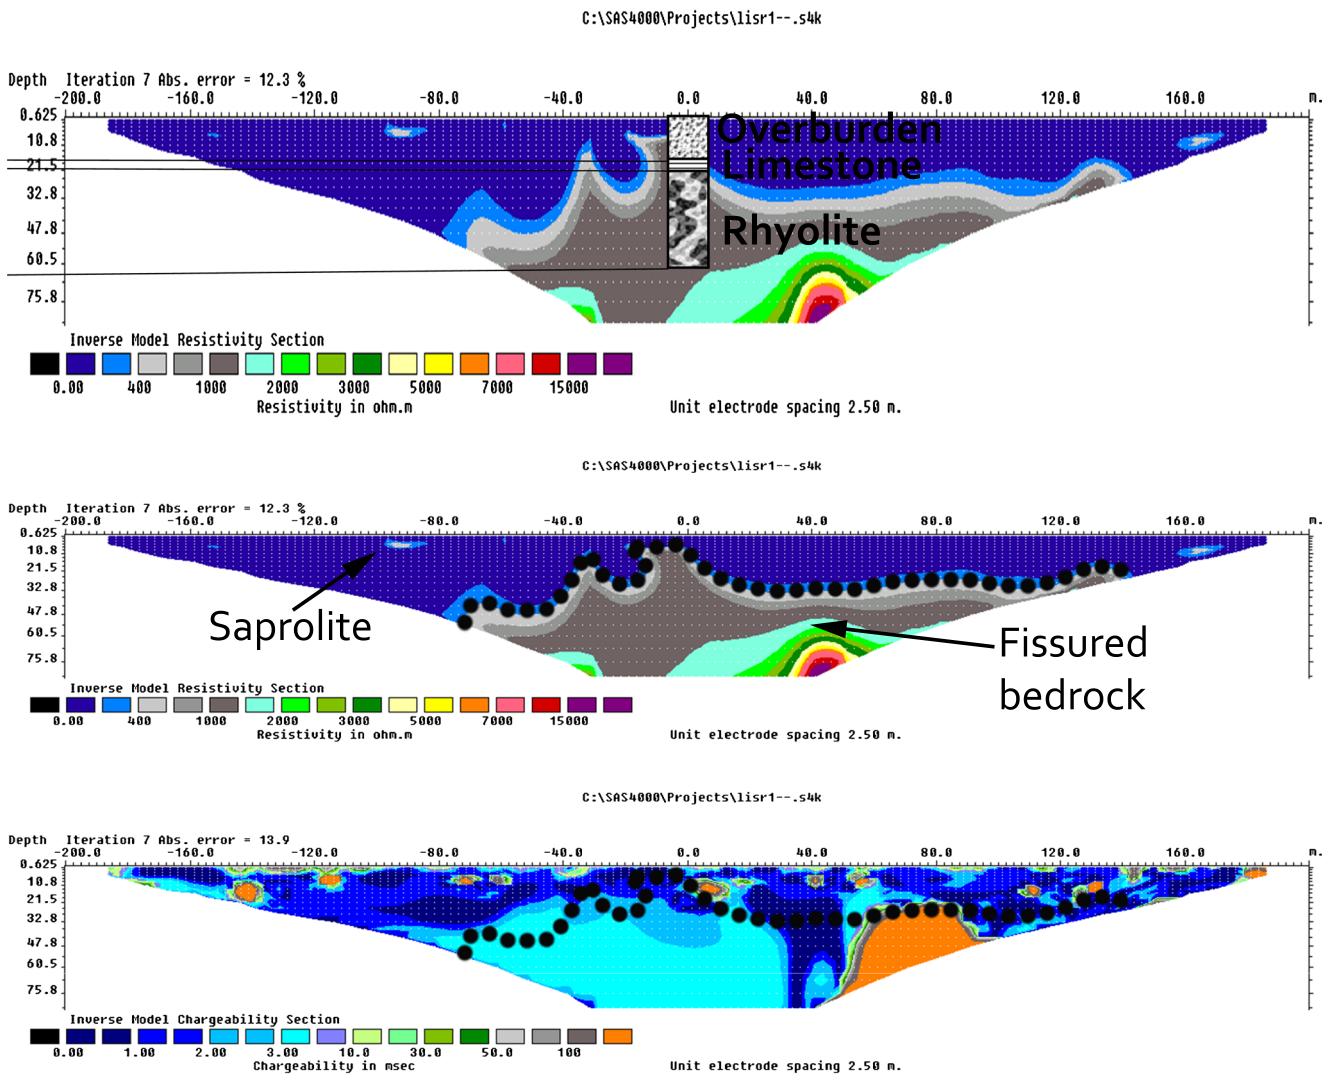 C:\SAS4000\Projects\lisr1--.s4k
Depth Iteration 7 Abs. error = 12.3 %
-200.0 -160.0 -120.0 -80.0 -40.0 0.0 40.0 80.0 120.0 160.0 m.
0.625
Overburden
10.8
Limestone
21.5
32.8
Rhyolite
47.8
60.5
75.8
Inverse Model Resistivity Section
0.00 400 1000 2000 3000 5000 7000 15000
Resistivity in ohm.m Unit electrode spacing 2.50 m.
C:\SAS4000\Projects\lisr1--.s4k
Depth Iteration 7 Abs. error = 12.3 %
-200.0 -160.0 -120.0 -80.0 -40.0 0.0 40.0 80.0 120.0 160.0 m.
0.625
10.8
21.5
32.8
47.8
Saprolite
60.5
Fissured
bedrock
75.8
Inverse Model Resistivity Section
0.00 400 1000 2000 3000 5000 7000 15000
Resistivity in ohm.m Unit electrode spacing 2.50 m.
C:\SAS4000\Projects\lisr1--.s4k
Depth Iteration 7 Abs. error = 13.9
-200.0 -160.0 -120.0 -80.0 -40.0 0.0 40.0 80.0 120.0 160.0 m.
0.625
10.8
21.5
32.8
47.8
60.5
75.8
Inverse Model Chargeability Section
0.00 1.00 2.00 3.00 10.0 30.0 50.0 100
Chargeability in msec Unit electrode spacing 2.50 m.